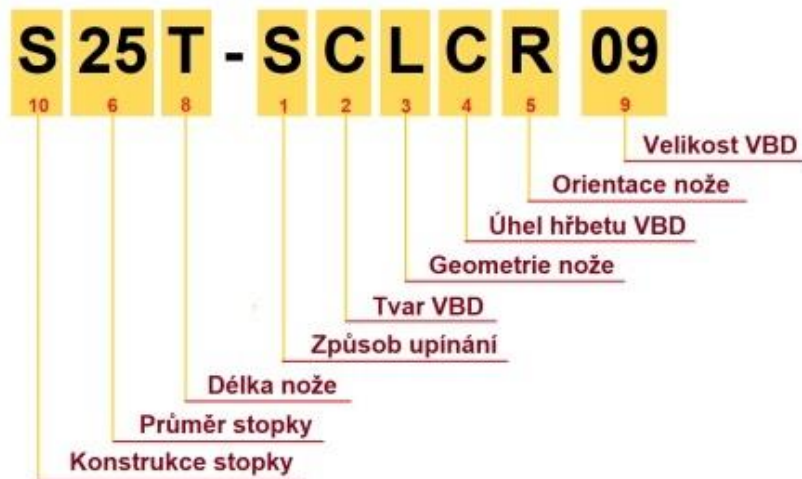 S 25 T - S C L C R 09
10 6 8 1 2 3 4 5 9
Velikost VBD
Orientace nože
Úhel hřbetu VBD
Geometrie nože
Tvar VBD
Způsob upínání
Délka nože
Průměr stopky
Konstrukce stopky